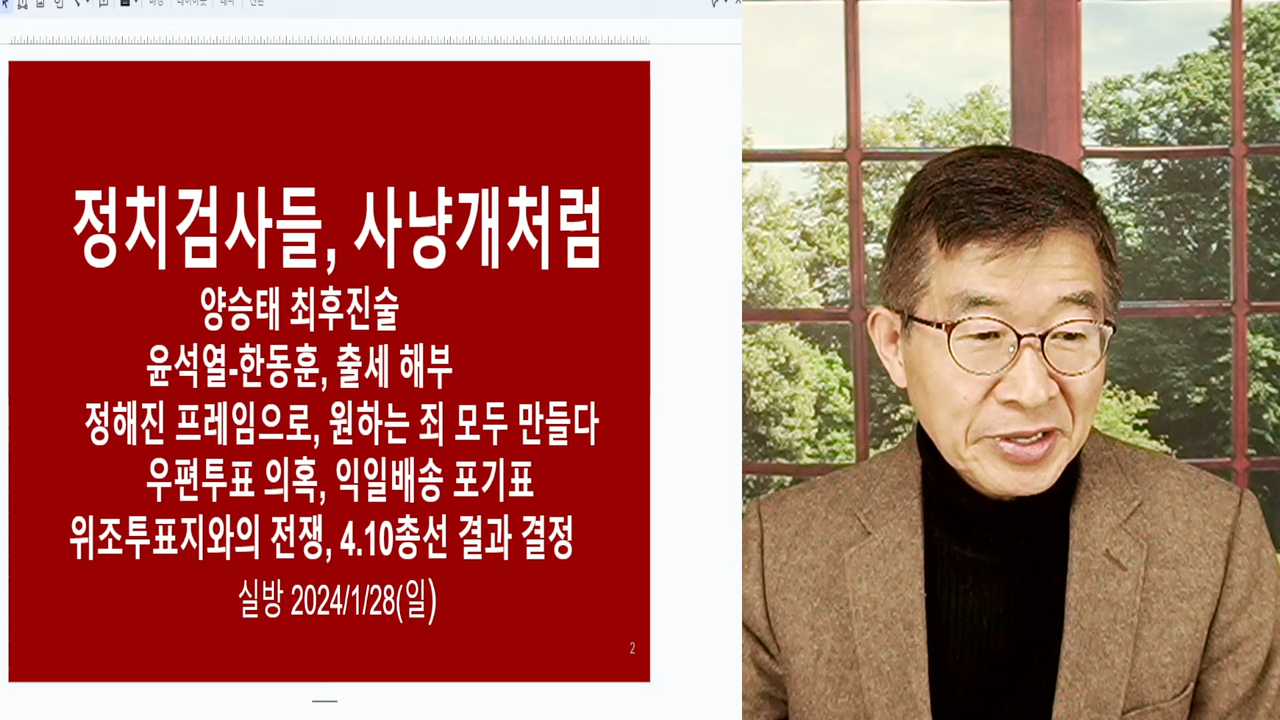 정치검사들, 사냥개처럼
양승태 최후진술
윤석열-한동훈, 출세 해부
정해진 프레임으로, 원하는 죄 모두 만들다
우편투표 의혹, 익일배송 포기표
위조투표지와의 전쟁, 4.10총선 결과 결정
실방 2024/1/28(일)
2